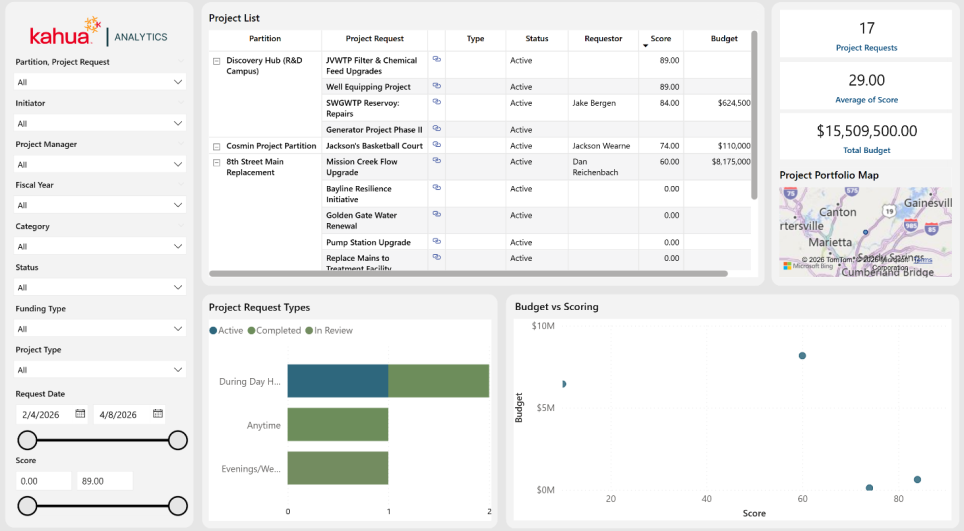 kahua. | ANALYTICS
Partition, Project Request
All
Initiator
All
Project Manager
All
Fiscal Year
All
Category
All
Status
All
Funding Type
All
Project Type
All
Request Date
2/4/2026 4/8/2026
Score
0.00 89.00
Project List
Partition Project Request Type Status Requestor Score Budget
Discovery Hub (R&D JVWTP Filter & Chemical Active 89.00
Campus) Feed Upgrades
Well Equipping Project Active 89.00
SWGWTP Reservoy: Active Jake Bergen 84.00 $624,500
Repairs
Generator Project Phase II Active
Cosmin Project Partition Jackson's Basketball Court Active Jackson Wearne 74.00 $110,000
8th Street Main Mission Creek Flow Active Dan 60.00 $8,175,000
Replacement Upgrade Reichenbach
Bayline Resilience Active 0.00
Initiative
Golden Gate Water Active 0.00
Renewal
Pump Station Upgrade Active 0.00
Replace Mains to Active 0.00
Treatment Facility
17
Project Requests
29.00
Average of Score
$15,509,500.00
Total Budget
Project Portfolio Map
75 575
Canton 19 Gainesvill
rtersville 985 85
Marietta
Sandy Springs
Microsoft Bing © 2026 TomTom, © 2026 Microsoft Corporation Terms
Cumberland Bridge
Project Request Types
Active Completed In Review
During Day H...
Anytime
Evenings/We...
0 1 2
Budget vs Scoring
$10M
$5M
$0M
Budget
20 40 60 80
Score